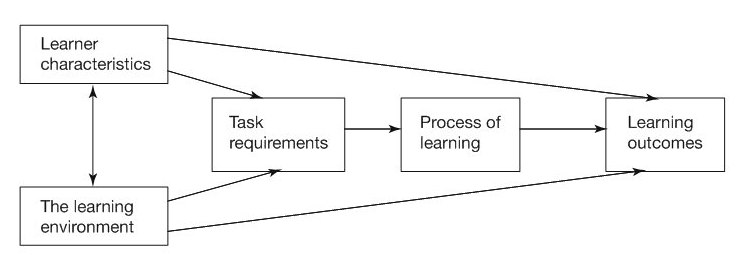 Learner
characteristics
Task
requirements
Process of
learning
Learning
outcomes
The learning
environment